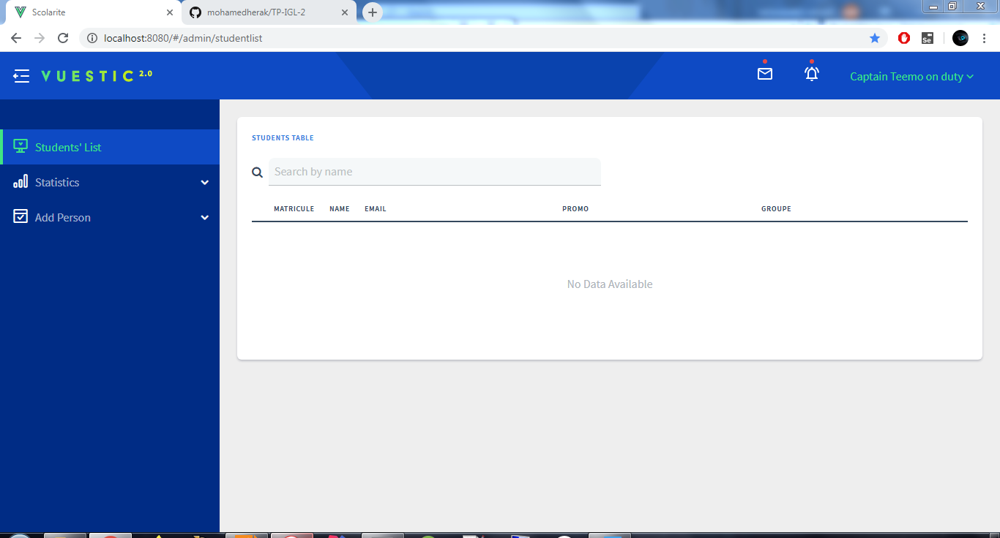 Scolarite
mohamedherak/TP-IGL-2
localhost:8080/#/admin/studentlist
Se
VUESTIC 2.0
Captain Teemo on duty
Students' List
Statistics
Add Person
STUDENTS TABLE
Search by name
MATRICULE NAME EMAIL PROMO GROUPE
No Data Available